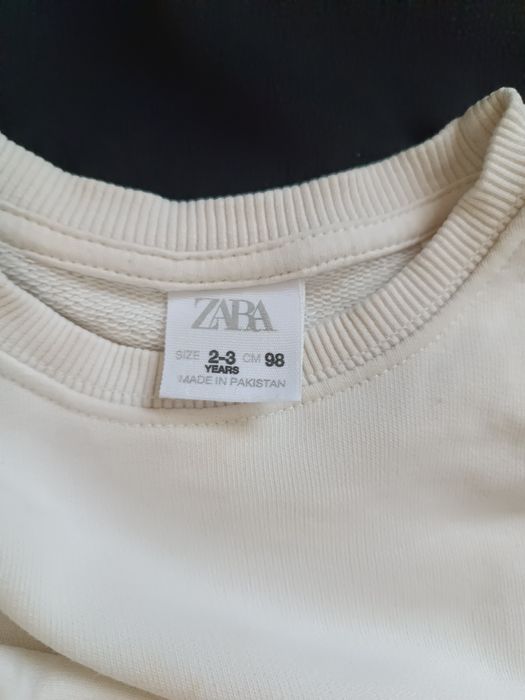 ZARA
SIZE 2-3 CM 98
YEARS
MADE IN PAKISTAN